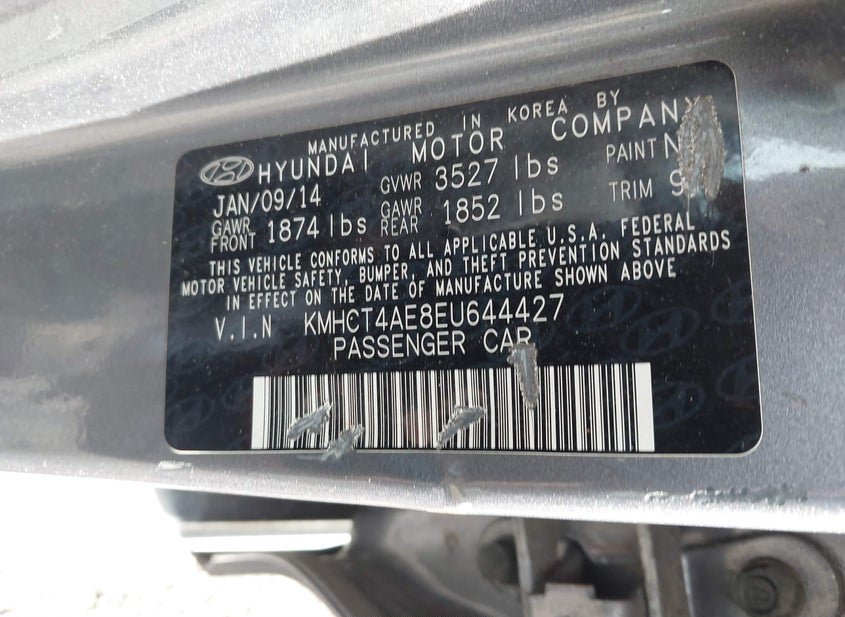 MANUFACTURED IN KOREA BY
HYUNDAI MOTOR COMPANY
JAN/09/14 GVWR 3527 lbs PAINT
GAWR FRONT 1874 lbs GAWR REAR 1852 lbs TRIM
THIS VEHICLE CONFORMS TO ALL APPLICABLE U.S.A. FEDERAL
MOTOR VEHICLE SAFETY, BUMPER, AND THEFT PREVENTION STANDARDS
IN EFFECT ON THE DATE OF MANUFACTURE SHOWN ABOVE
V.I.N KMHCT4AE8EU644427
PASSENGER CAR